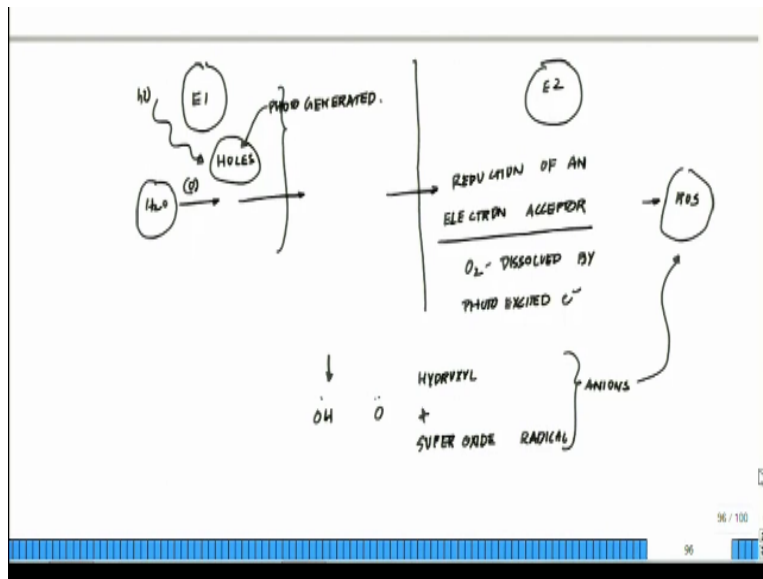 E1
hν
PHOTO GENERATED.
HOLES
H₂O
(O)
E2
REDUCTION OF AN
ELECTRON ACCEPTOR
O₂- DISSOLVED BY
PHOTO EXCITED e⁻
ROS
HYDROXYL
ȮH Ö +
SUPER OXIDE RADICAL
ANIONS
96 / 100
96